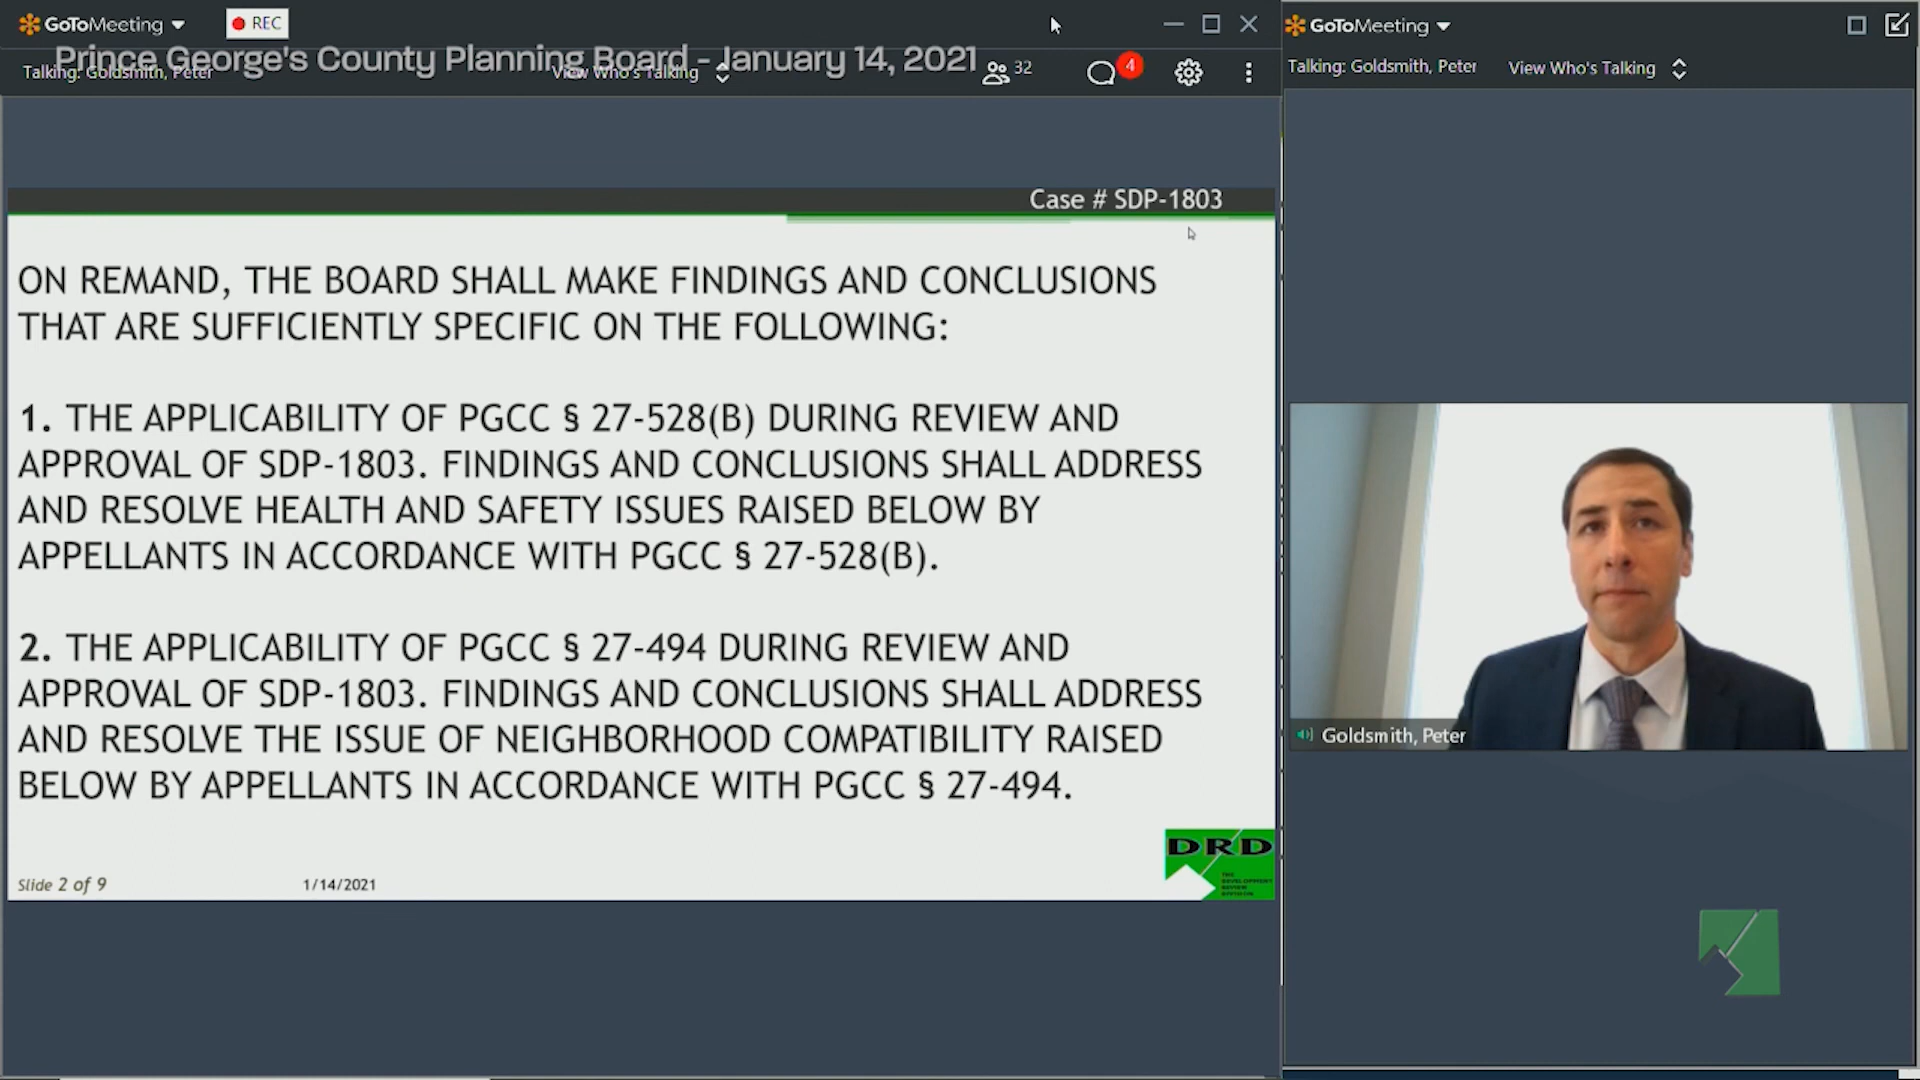 GoToMeeting
REC
Prince George's County Planning Board - January 14, 2021
Talking: Goldsmith, Peter
View Who's Talking
32
4
Case # SDP-1803
ON REMAND, THE BOARD SHALL MAKE FINDINGS AND CONCLUSIONS
THAT ARE SUFFICIENTLY SPECIFIC ON THE FOLLOWING:
1. THE APPLICABILITY OF PGCC § 27-528(B) DURING REVIEW AND
APPROVAL OF SDP-1803. FINDINGS AND CONCLUSIONS SHALL ADDRESS
AND RESOLVE HEALTH AND SAFETY ISSUES RAISED BELOW BY
APPELLANTS IN ACCORDANCE WITH PGCC § 27-528(B).
2. THE APPLICABILITY OF PGCC § 27-494 DURING REVIEW AND
APPROVAL OF SDP-1803. FINDINGS AND CONCLUSIONS SHALL ADDRESS
AND RESOLVE THE ISSUE OF NEIGHBORHOOD COMPATIBILITY RAISED
BELOW BY APPELLANTS IN ACCORDANCE WITH PGCC § 27-494.
Slide 2 of 9
1/14/2021
DRD
THE
DEVELOPMENT
REVIEW
GoToMeeting
Talking: Goldsmith, Peter
View Who's Talking
Goldsmith, Peter